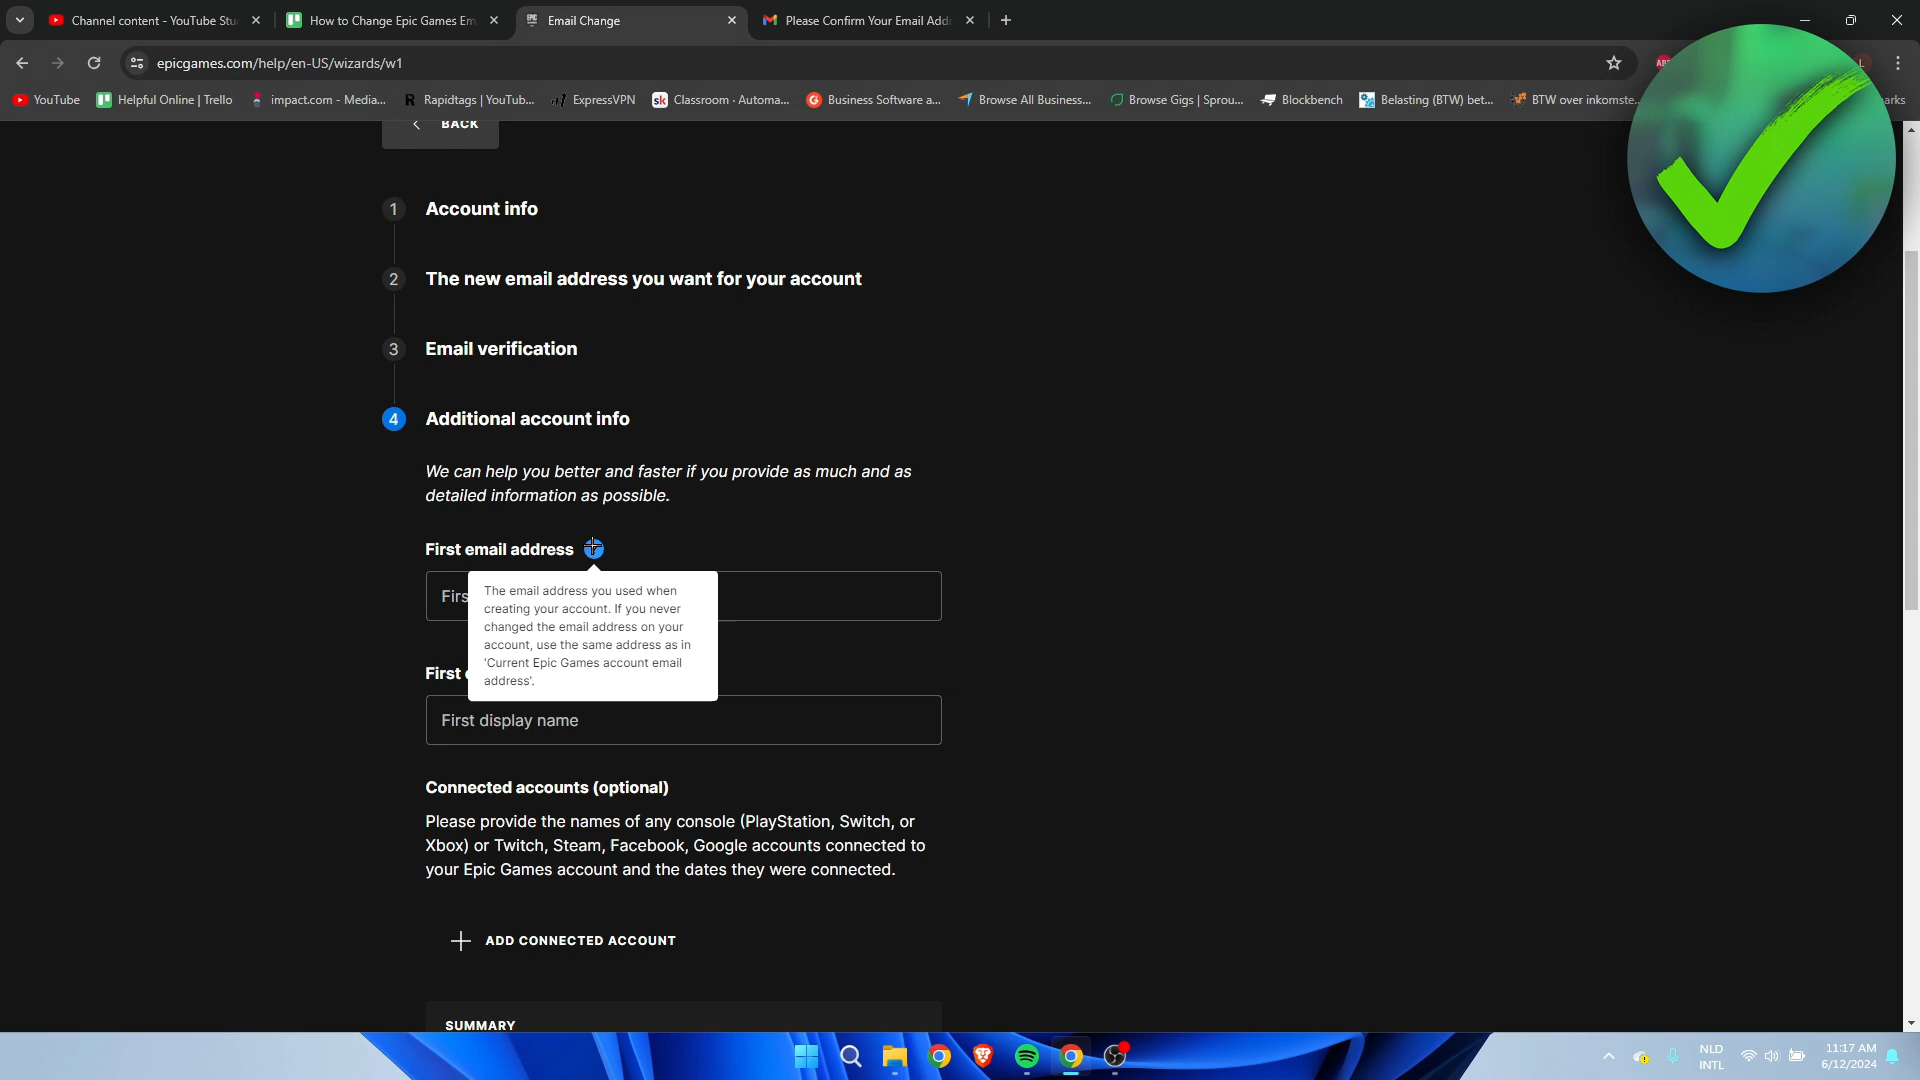 Channel content - YouTube Stu
How to Change Epic Games Em
EPIC
Email Change
Please Confirm Your Email Addr
epicgames.com/help/en-US/wizards/w1
YouTube
Helpful Online | Trello
impact.com - Media...
Rapidtags | YouTub...
ExpressVPN
sk
Classroom - Automa...
Business Software a...
Browse All Business...
Browse Gigs | Sprou...
Blockbench
Belasting (BTW) bet...
BTW over inkomste...
arks
BACK
1
Account info
2
The new email address you want for your account
3
Email verification
4
Additional account info
We can help you better and faster if you provide as much and as
detailed information as possible.
First email address
Firs
The email address you used when
creating your account. If you never
changed the email address on your
account, use the same address as in
'Current Epic Games account email
address'.
First
First display name
Connected accounts (optional)
Please provide the names of any console (PlayStation, Switch, or
Xbox) or Twitch, Steam, Facebook, Google accounts connected to
your Epic Games account and the dates they were connected.
ADD CONNECTED ACCOUNT
SUMMARY
NLD
INTL
11:17 AM
6/12/2024